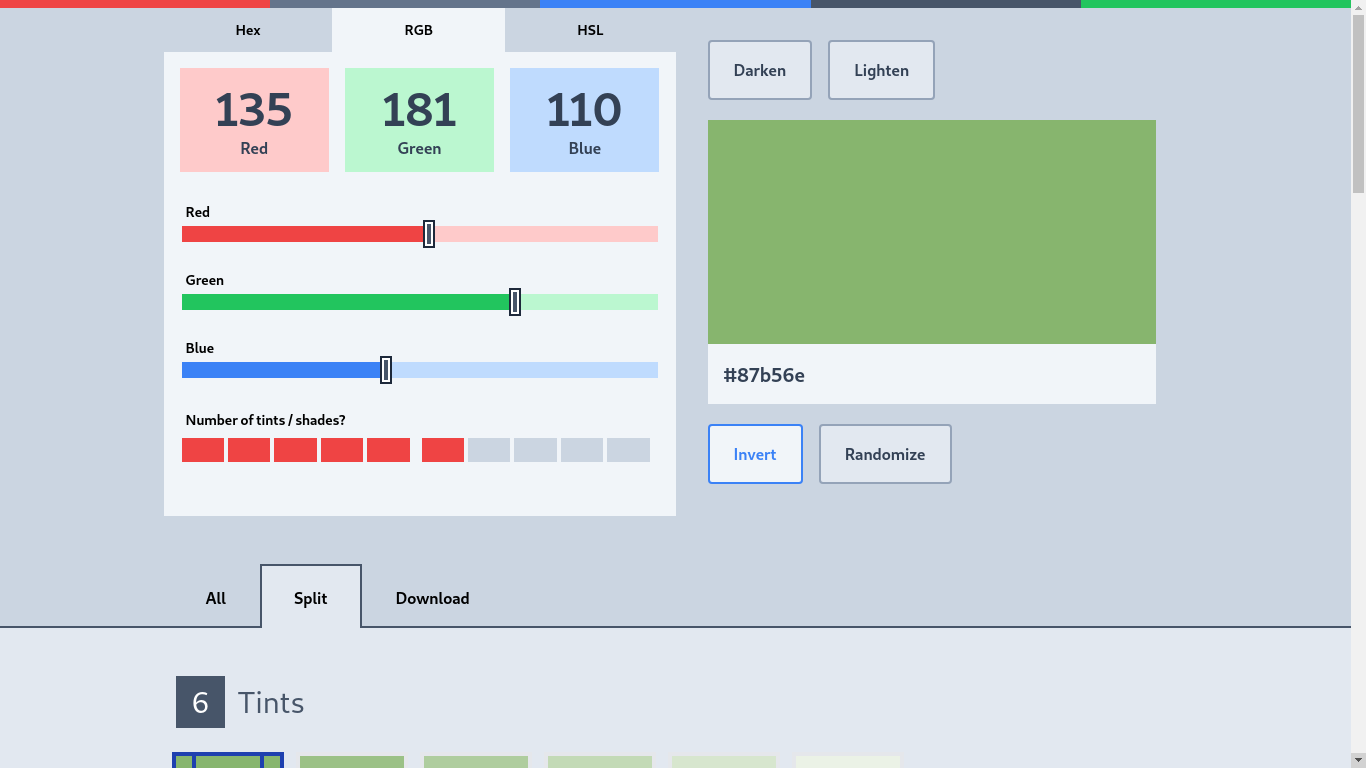 Hex
RGB
HSL
135
Red
181
Green
110
Blue
Red
Green
Blue
Number of tints / shades?
Darken
Lighten
#87b56e
Invert
Randomize
All
Split
Download
6
Tints